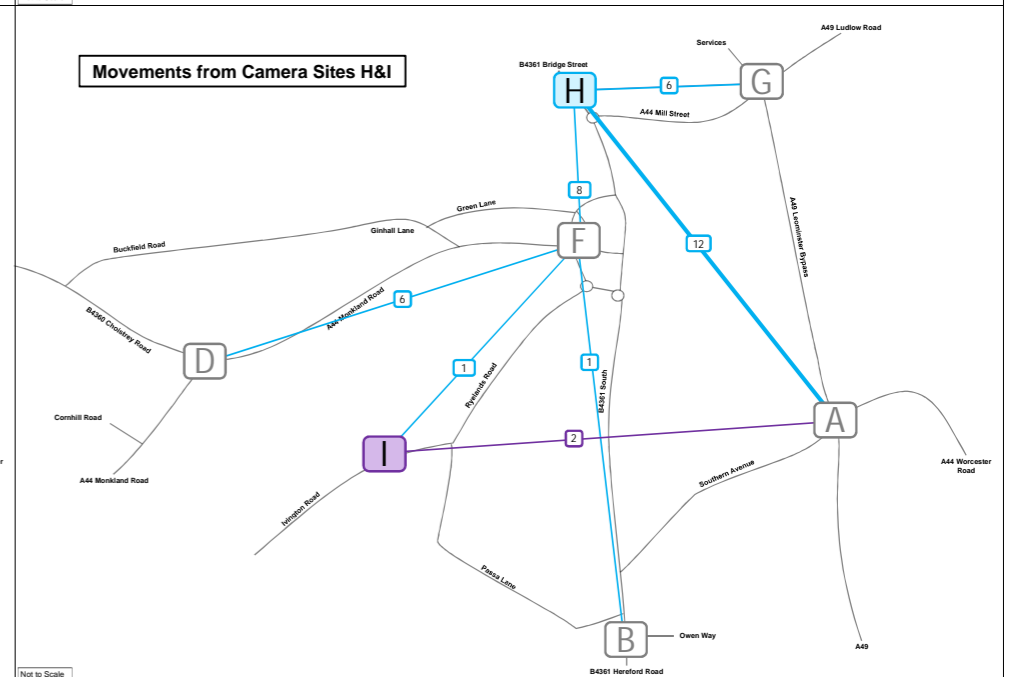 A49 Ludlow Road
Services
Movements from Camera Sites H&I
B4361 Bridge Street
H
6
G
A44 Mill Street
8
Green Lane
A49 Leominster Bypass
Ginhall Lane
F
12
Buckfield Road
6
A44 Monkland Road
B4360 Cholstrey Road
D
1
1
Ryelands Road
B4361 South
Cornhill Road
A
I
2
A44 Worcester
Road
Southern Avenue
A44 Monkland Road
Ivington Road
Passa Lane
B
Owen Way
A49
B4361 Hereford Road
Not to Scale